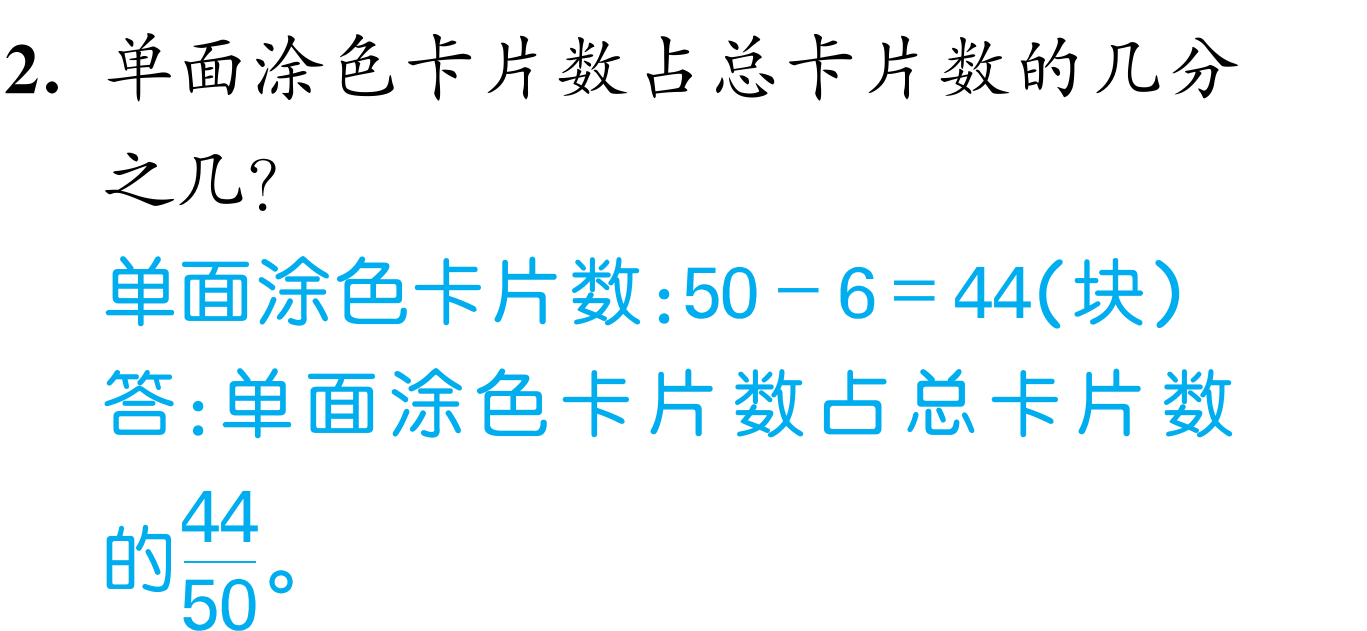 2. 单面涂色卡片数占总卡片数的几分
之几?
单面涂色卡片数:50－6＝44(块)
答:单面涂色卡片数占总卡片数
的44/50。